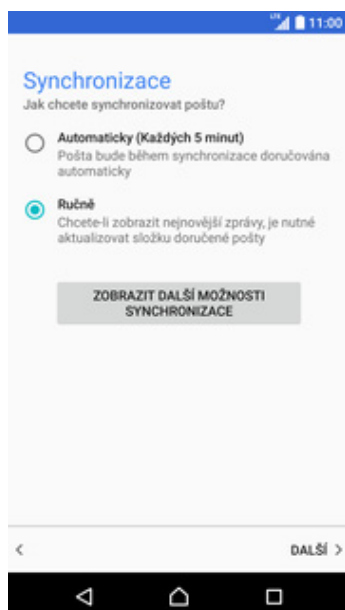 LTE 11:00
Synchronizace
Jak chcete synchronizovat poštu?
Automaticky (Každých 5 minut)
Pošta bude během synchronizace doručována
automaticky
Ručně
Chcete-li zobrazit nejnovější zprávy, je nutné
aktualizovat složku doručené pošty
ZOBRAZIT DALŠÍ MOŽNOSTI
SYNCHRONIZACE
DALŠÍ